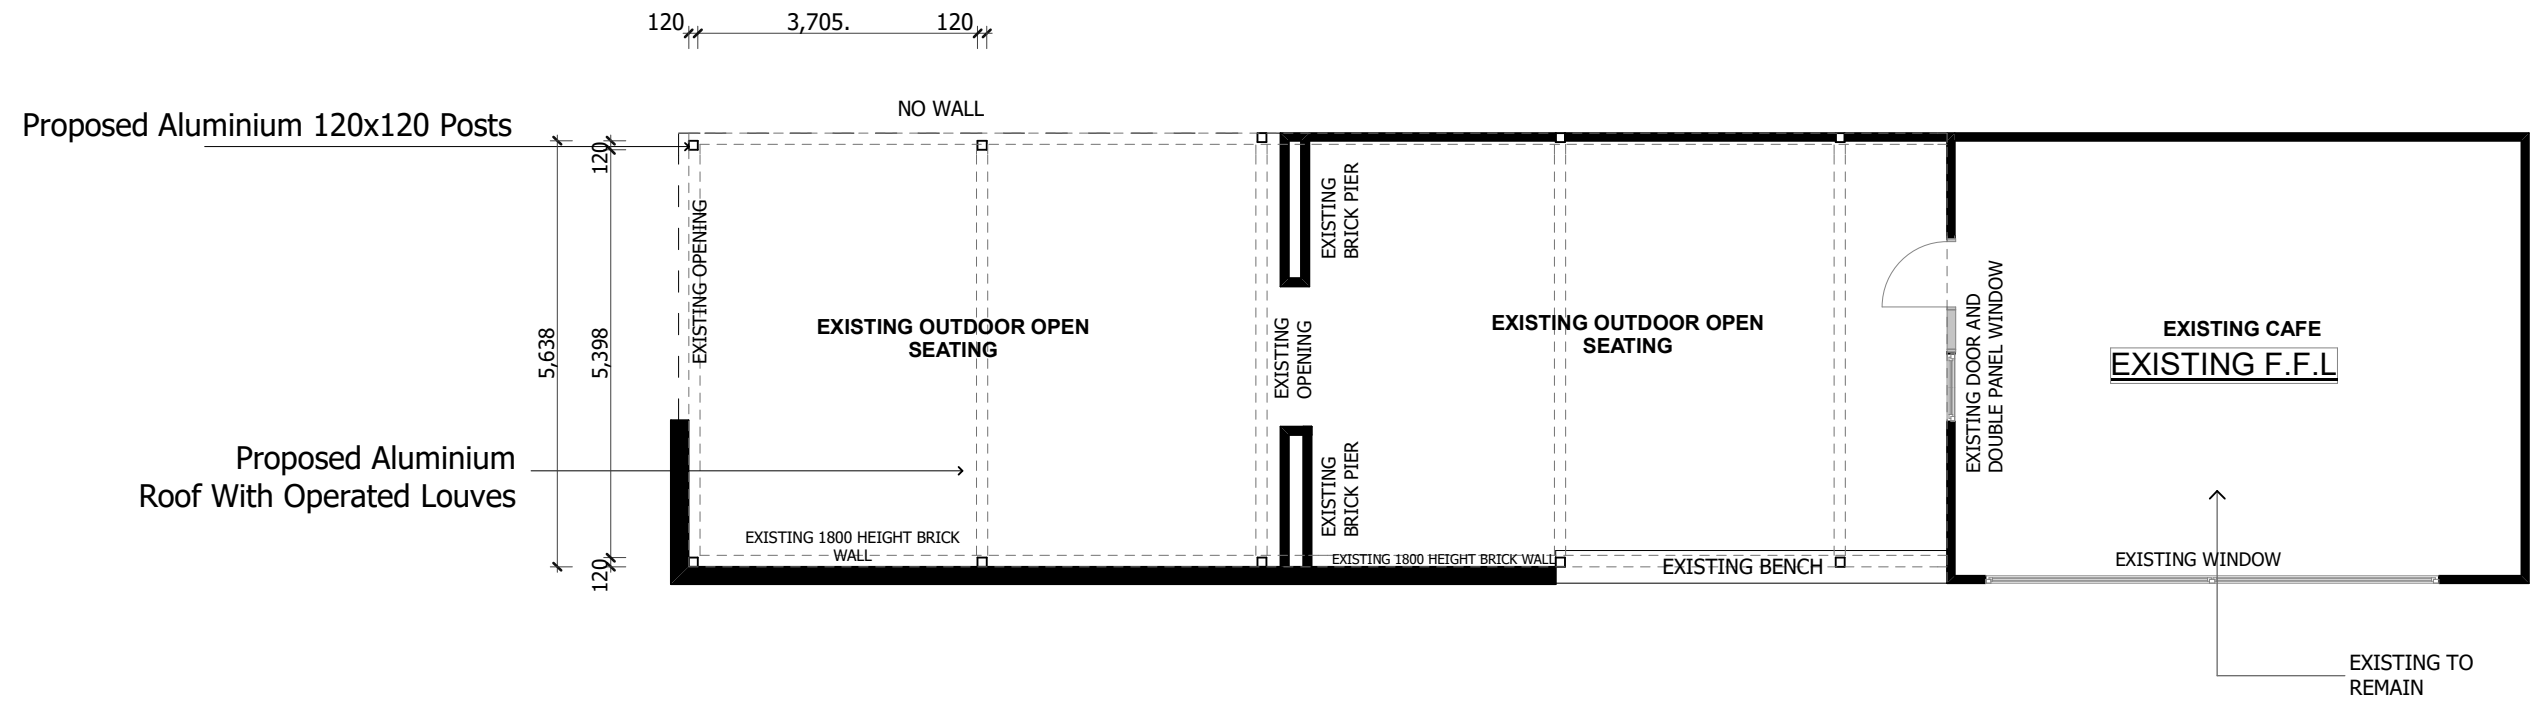 120 3,705. 120
NO WALL
Proposed Aluminium 120x120 Posts
120
5,638
5,398
120
EXISTING OPENING
EXISTING OUTDOOR OPEN
SEATING
Proposed Aluminium
Roof With Operated Louves
EXISTING 1800 HEIGHT BRICK
WALL
EXISTING
BRICK PIER
EXISTING
OPENING
EXISTING
BRICK PIER
EXISTING 1800 HEIGHT BRICK WALL
EXISTING OUTDOOR OPEN
SEATING
EXISTING BENCH
EXISTING DOOR AND
DOUBLE PANEL WINDOW
EXISTING CAFE
EXISTING F.F.L
EXISTING WINDOW
EXISTING TO
REMAIN